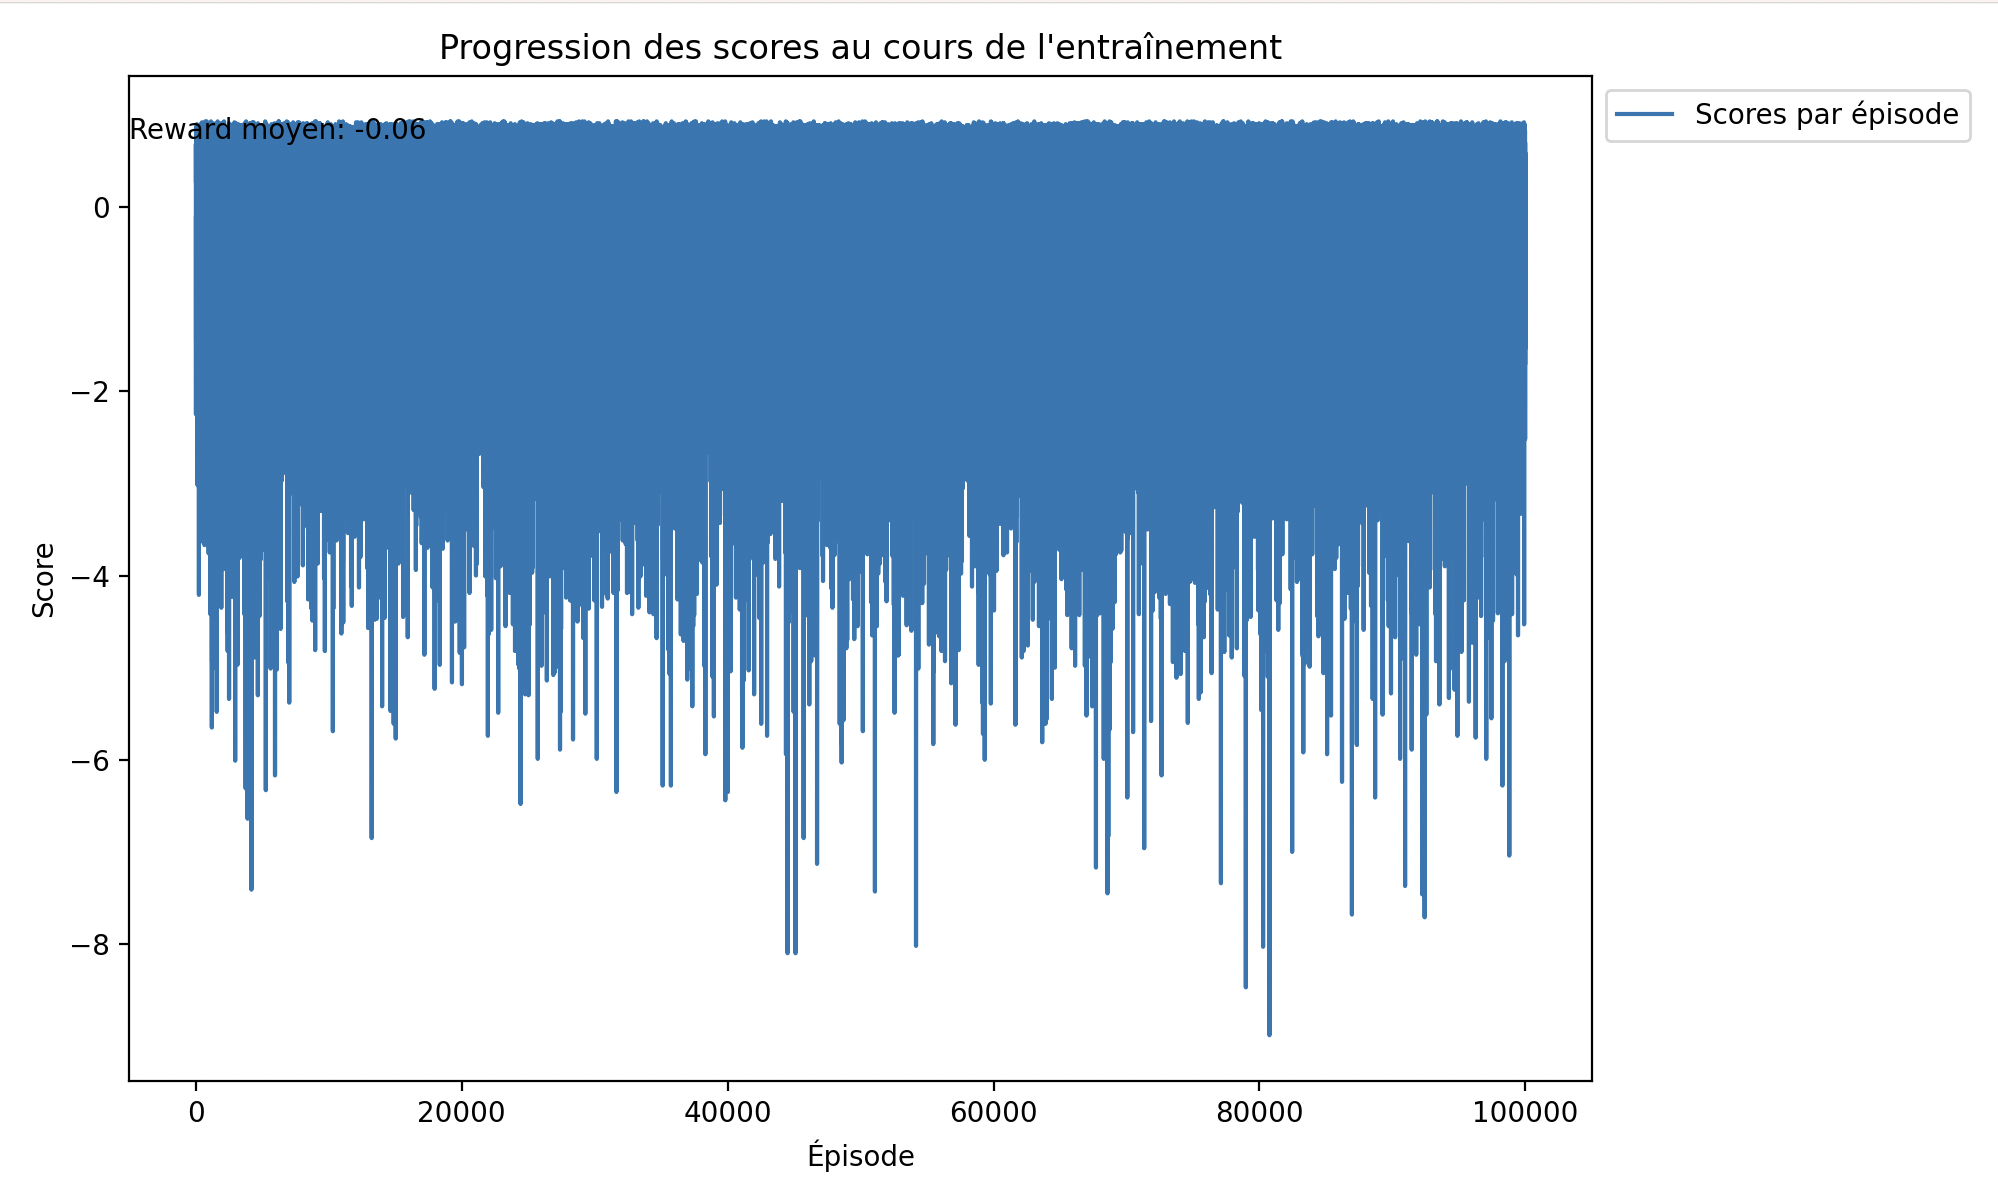 Progression des scores au cours de l'entraînement
Reward moyen: -0.06
Scores par épisode
0
−2
−4
−6
−8
Score
0
20000
40000
60000
80000
100000
Épisode